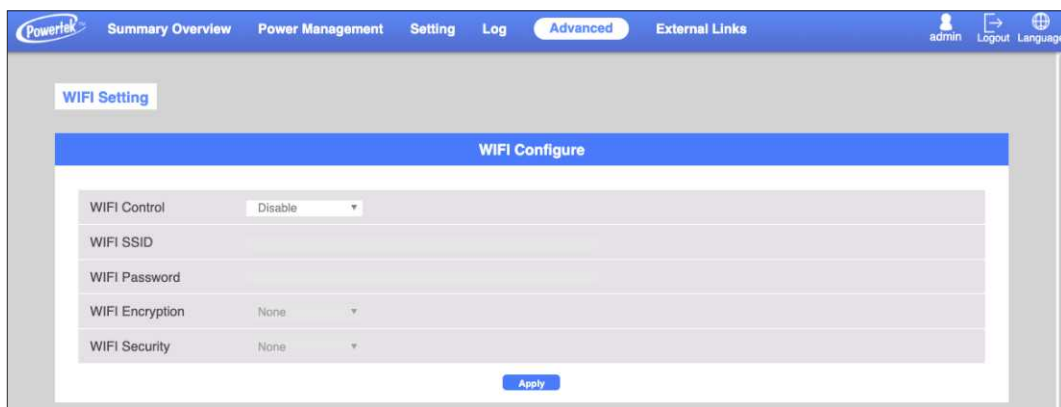 Powertek Summary Overview Power Management Setting Log Advanced External Links admin Logout Language
WIFI Setting
WIFI Configure
WIFI Control Disable
WIFI SSID
WIFI Password
WIFI Encryption None
WIFI Security None
Apply